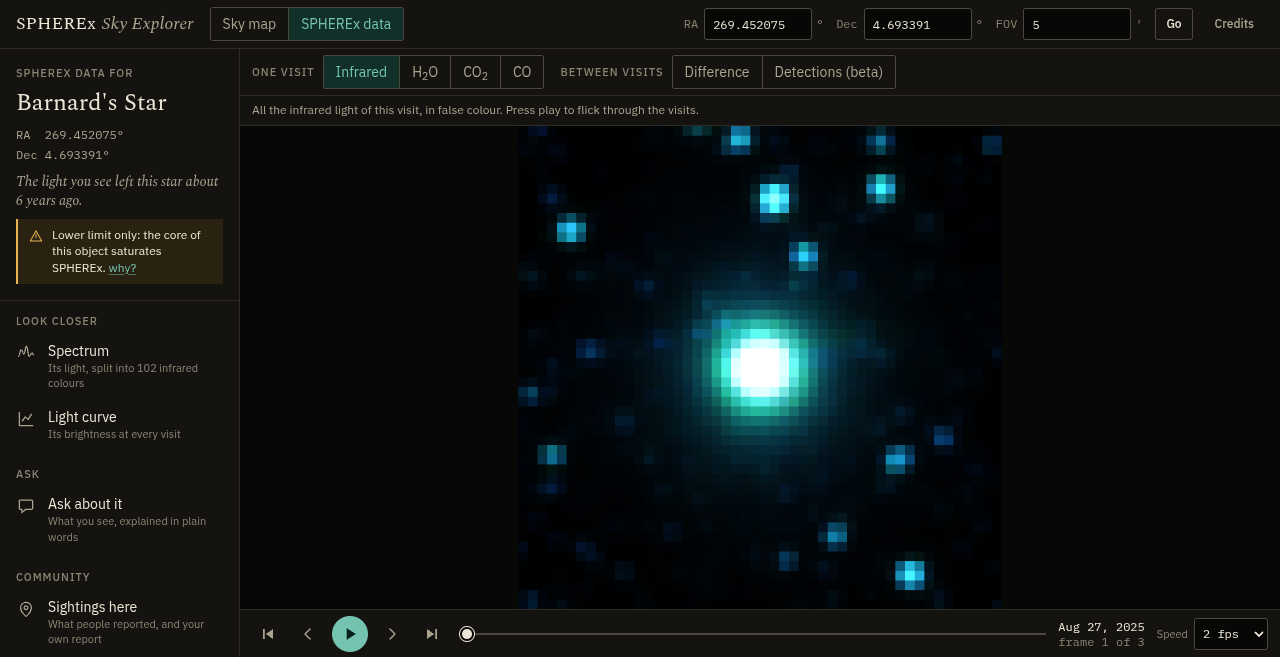 SPHEREx Sky Explorer
Sky map
SPHEREx data
RA 269.452075 °
Dec 4.693391 °
FOV 5 ′
Go
Credits
SPHEREX DATA FOR
Barnard's Star
RA 269.452075°
Dec 4.693391°
The light you see left this star about
6 years ago.
Lower limit only: the core of
this object saturates
SPHEREx. why?
LOOK CLOSER
Spectrum
Its light, split into 102 infrared
colours
Light curve
Its brightness at every visit
ASK
Ask about it
What you see, explained in plain
words
COMMUNITY
Sightings here
What people reported, and your
own report
ONE VISIT
Infrared
H₂O
CO₂
CO
BETWEEN VISITS
Difference
Detections (beta)
All the infrared light of this visit, in false colour. Press play to flick through the visits.
Aug 27, 2025
frame 1 of 3
Speed
2 fps